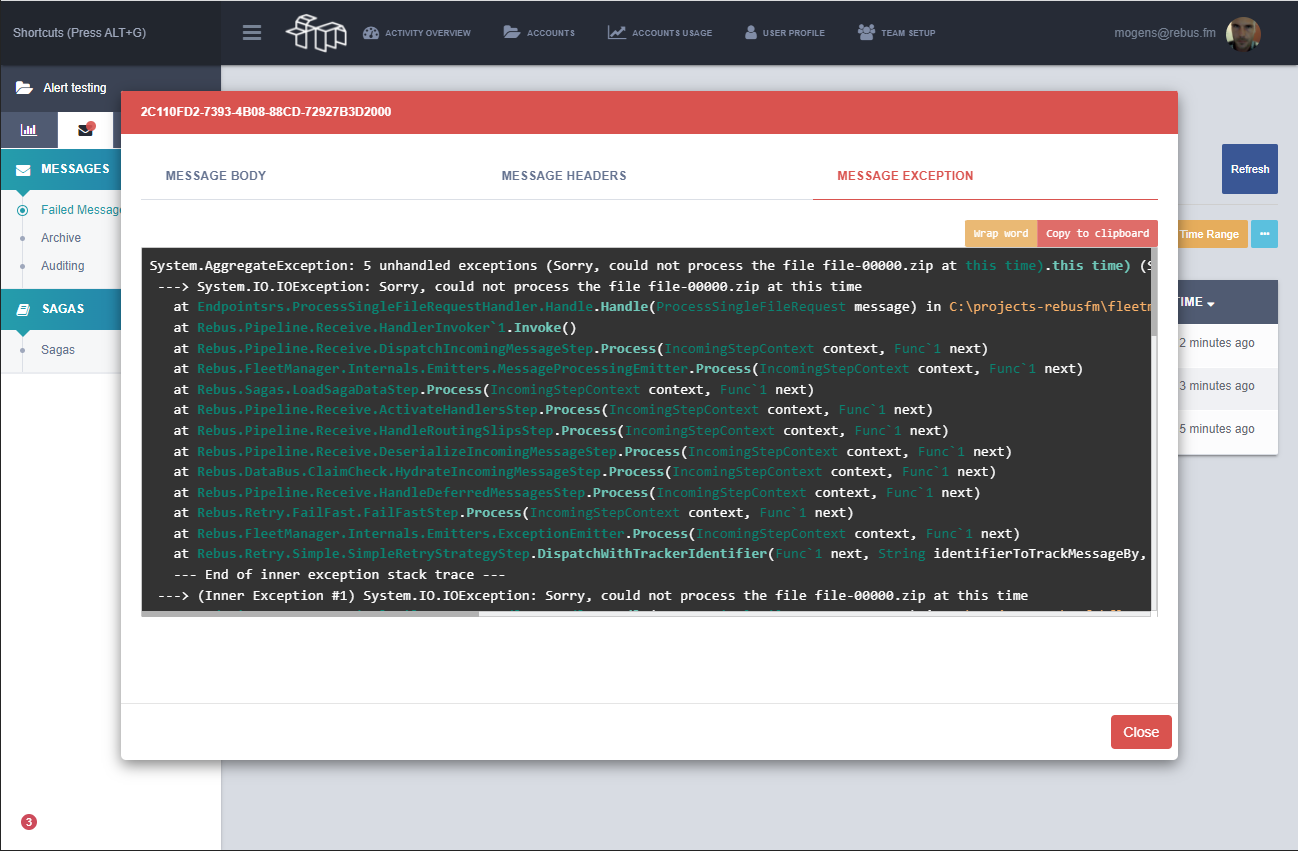 Shortcuts (Press ALT+G)
ACTIVITY OVERVIEW
ACCOUNTS
ACCOUNTS USAGE
USER PROFILE
TEAM SETUP
mogens@rebus.fm
Alert testing
MESSAGES
Failed Message
Archive
Auditing
SAGAS
Sagas
3
2C110FD2-7393-4B08-88CD-72927B3D2000
MESSAGE BODY
MESSAGE HEADERS
MESSAGE EXCEPTION
Wrap word
Copy to clipboard
System.AggregateException: 5 unhandled exceptions (Sorry, could not process the file file-00000.zip at this time).this time) (S
---> System.IO.IOException: Sorry, could not process the file file-00000.zip at this time
at Endpointsrs.ProcessSingleFileRequestHandler.Handle.Handle(ProcessSingleFileRequest message) in C:\projects-rebusfm\fleetm
at Rebus.Pipeline.Receive.HandlerInvoker`1.Invoke()
at Rebus.Pipeline.Receive.DispatchIncomingMessageStep.Process(IncomingStepContext context, Func`1 next)
at Rebus.FleetManager.Internals.Emitters.MessageProcessingEmitter.Process(IncomingStepContext context, Func`1 next)
at Rebus.Sagas.LoadSagaDataStep.Process(IncomingStepContext context, Func`1 next)
at Rebus.Pipeline.Receive.ActivateHandlersStep.Process(IncomingStepContext context, Func`1 next)
at Rebus.Pipeline.Receive.HandleRoutingSlipsStep.Process(IncomingStepContext context, Func`1 next)
at Rebus.Pipeline.Receive.DeserializeIncomingMessageStep.Process(IncomingStepContext context, Func`1 next)
at Rebus.DataBus.ClaimCheck.HydrateIncomingMessageStep.Process(IncomingStepContext context, Func`1 next)
at Rebus.Pipeline.Receive.HandleDeferredMessagesStep.Process(IncomingStepContext context, Func`1 next)
at Rebus.Retry.FailFast.FailFastStep.Process(IncomingStepContext context, Func`1 next)
at Rebus.FleetManager.Internals.Emitters.ExceptionEmitter.Process(IncomingStepContext context, Func`1 next)
at Rebus.Retry.Simple.SimpleRetryStrategyStep.DispatchWithTrackerIdentifier(Func`1 next, String identifierToTrackMessageBy,
--- End of inner exception stack trace ---
---> (Inner Exception #1) System.IO.IOException: Sorry, could not process the file file-00000.zip at this time
Close
Refresh
Time Range
TIME
2 minutes ago
3 minutes ago
5 minutes ago